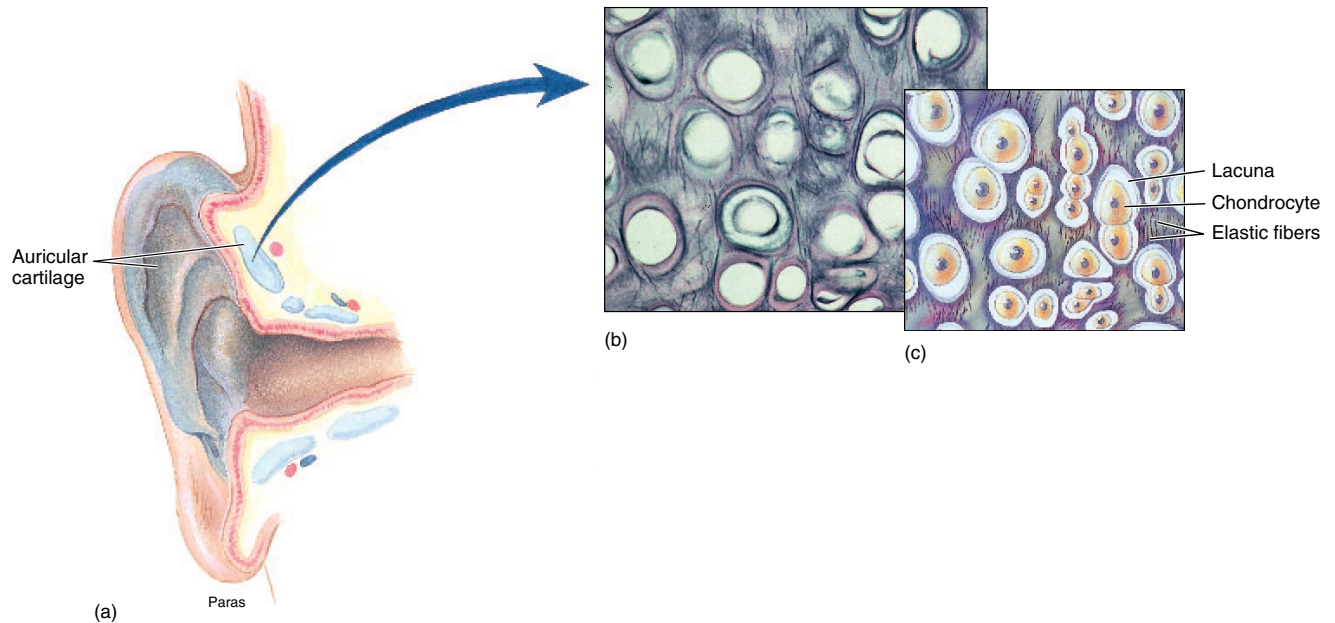 Auricular
cartilage
Paras
(a)
(b)
(c)
Lacuna
Chondrocyte
Elastic fibers